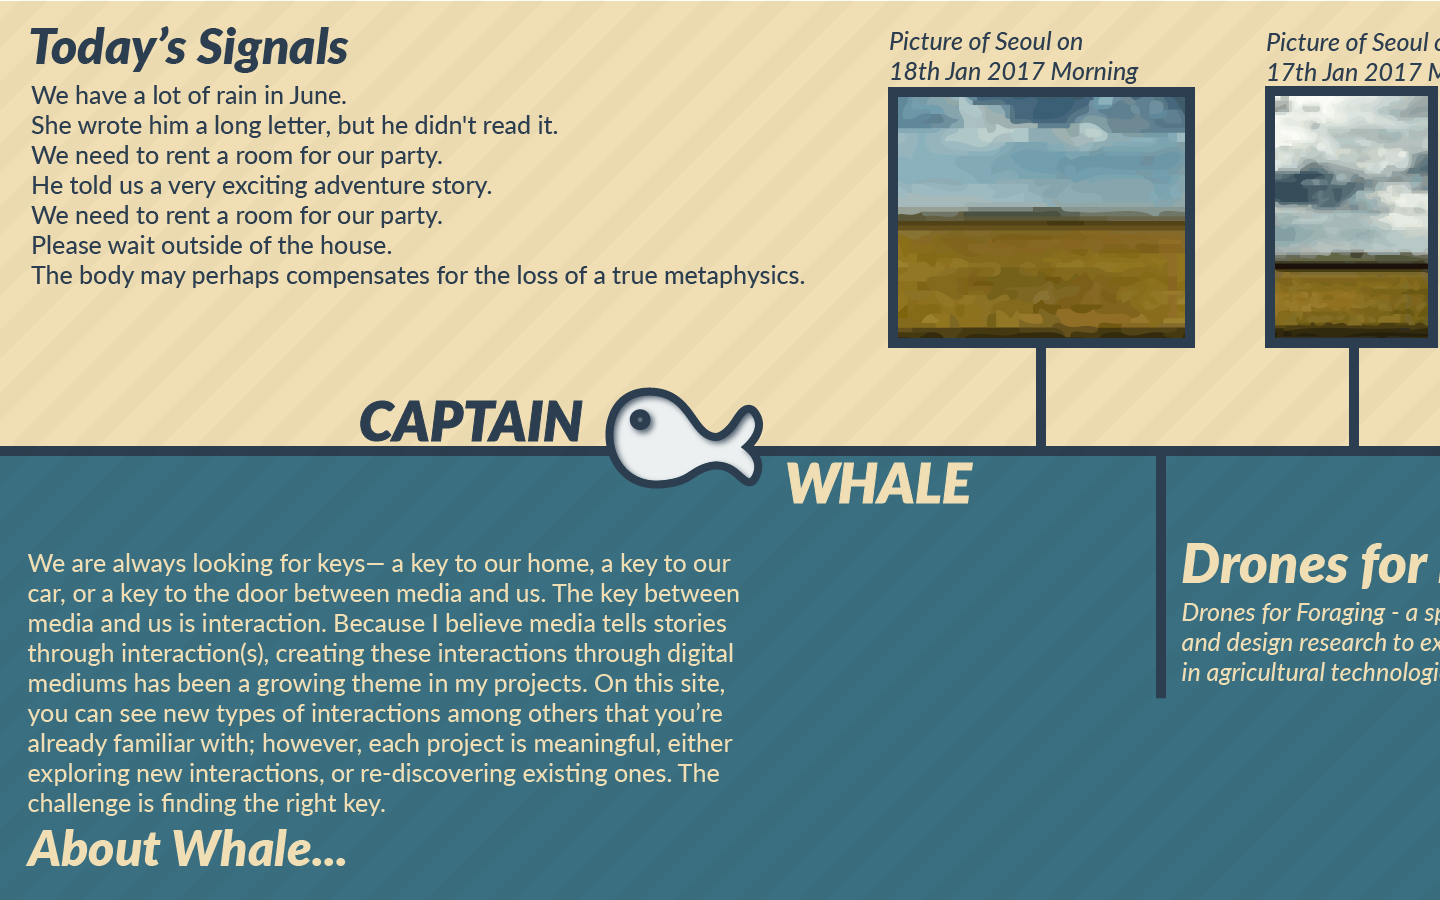 Today's Signals
We have a lot of rain in June.
She wrote him a long letter, but he didn't read it.
We need to rent a room for our party.
He told us a very exciting adventure story.
We need to rent a room for our party.
Please wait outside of the house.
The body may perhaps compensates for the loss of a true metaphysics.
Picture of Seoul on
18th Jan 2017 Morning
Picture of Seoul
17th Jan 2017
CAPTAIN
WHALE
We are always looking for keys— a key to our home, a key to our
car, or a key to the door between media and us. The key between
media and us is interaction. Because I believe media tells stories
through interaction(s), creating these interactions through digital
mediums has been a growing theme in my projects. On this site,
you can see new types of interactions among others that you’re
already familiar with; however, each project is meaningful, either
exploring new interactions, or re-discovering existing ones. The
challenge is finding the right key.
About Whale...
Drones for
Drones for Foraging - a
and design research to
in agricultural